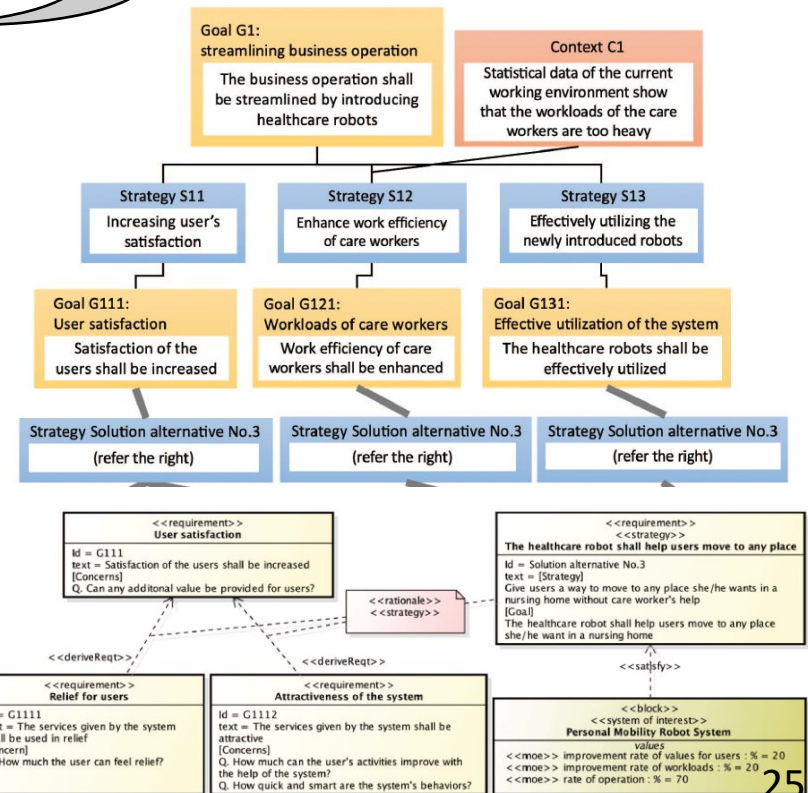 Goal G1:
streamlining business operation
The business operation shall
be streamlined by introducing
healthcare robots
Context C1
Statistical data of the current
working environment show
that the workloads of the care
workers are too heavy
Strategy S11
Increasing user's
satisfaction
Strategy S12
Enhance work efficiency
of care workers
Strategy S13
Effectively utilizing the
newly introduced robots
Goal G111:
User satisfaction
Satisfaction of the
users shall be increased
Goal G121:
Workloads of care workers
Work efficiency of care
workers shall be enhanced
Goal G131:
Effective utilization of the system
The healthcare robots shall be
effectively utilized
Strategy Solution alternative No.3
(refer the right)
Strategy Solution alternative No.3
(refer the right)
Strategy Solution alternative No.3
(refer the right)
<<requirement>>
User satisfaction
Id = G111
text = Satisfaction of the users shall be increased
[Concerns]
Q. Can any additonal value be provided for users?
<<rationale>>
<<strategy>>
<<requirement>>
<<strategy>>
The healthcare robot shall help users move to any place
Id = Solution alternative No.3
text = [Strategy]
Give users a way to move to any place she/he wants in a
nursing home without care worker's help
[Goal]
The healthcare robot shall help users move to any place
she/he want in a nursing home
<<deriveReqt>>
<<deriveReqt>>
<<satisfy>>
<<requirement>>
Relief for users
= G1111
t = The services given by the system
ll be used in relief
ncern]
How much the user can feel relief?
<<requirement>>
Attractiveness of the system
Id = G1112
text = The services given by the system shall be
attractive
[Concerns]
Q. How much can the user's activities improve with
the help of the system?
Q. How quick and smart are the system's behaviors?
<<block>>
<<system of interest>>
Personal Mobility Robot System
values
<<moe>> improvement rate of values for users : % = 20
<<moe>> improvement rate of workloads : % = 20
<<moe>> rate of operation : % = 70
25